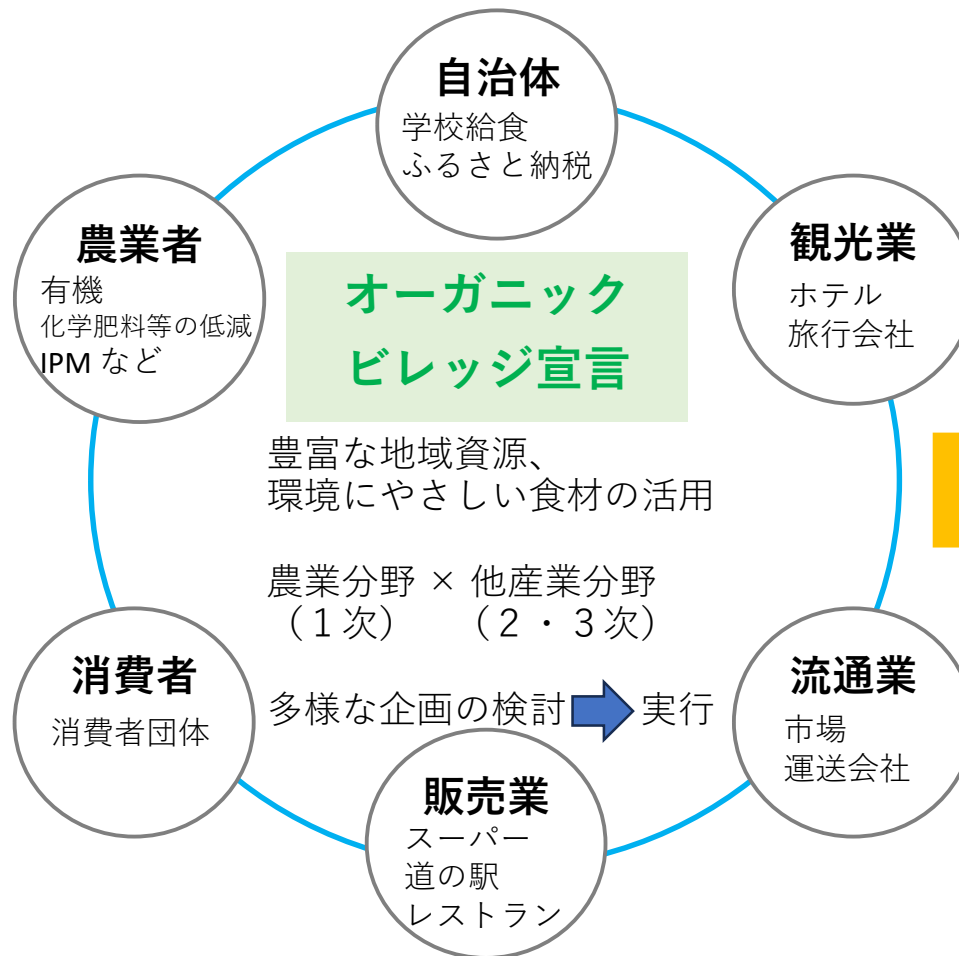 自治体
学校給食
ふるさと納税
農業者
有機
化学肥料等の低減
IPM など
観光業
ホテル
旅行会社
オーガニック
ビレッジ宣言
豊富な地域資源、
環境にやさしい食材の活用
農業分野 × 他産業分野
（１次） （２・３次）
多様な企画の検討 実行
消費者
消費者団体
流通業
市場
運送会社
販売業
スーパー
道の駅
レストラン